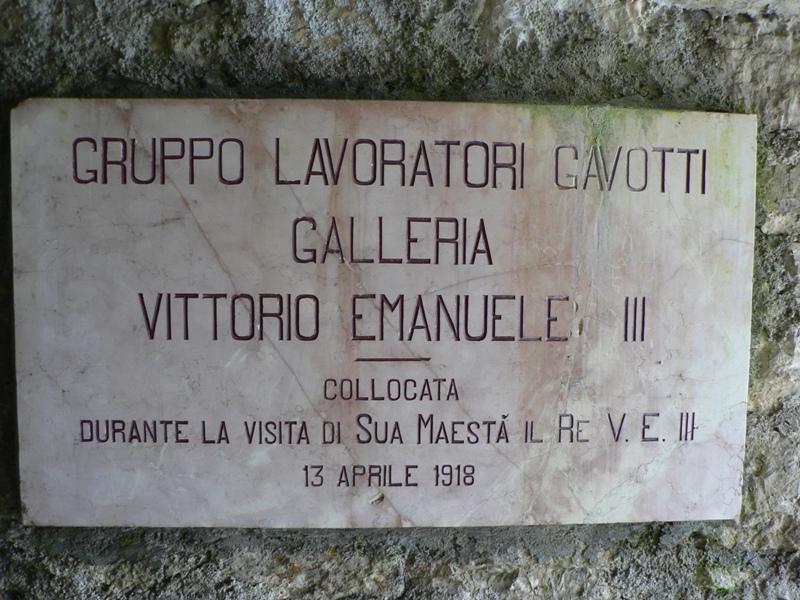 GRUPPO LAVORATORI GAVOTTI
GALLERIA
VITTORIO EMANUELE III
COLLOCATA
DURANTE LA VISITA DI SUA MAESTÁ IL RE V. E. III
13 APRILE 1918